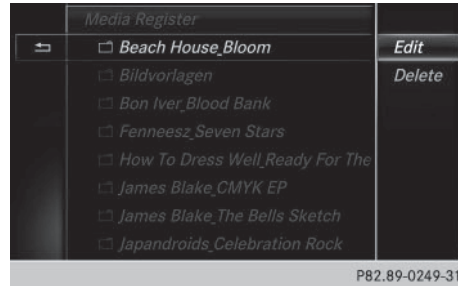 Media Register
Beach House_Bloom
Edit
Bildvorlagen
Delete
Bon Iver_Blood Bank
Fenneesz_Seven Stars
How To Dress Well_Ready For The
James Blake_CMYK EP
James Blake_The Bells Sketch
Japandroids_Celebration Rock
P82.89-0249-31